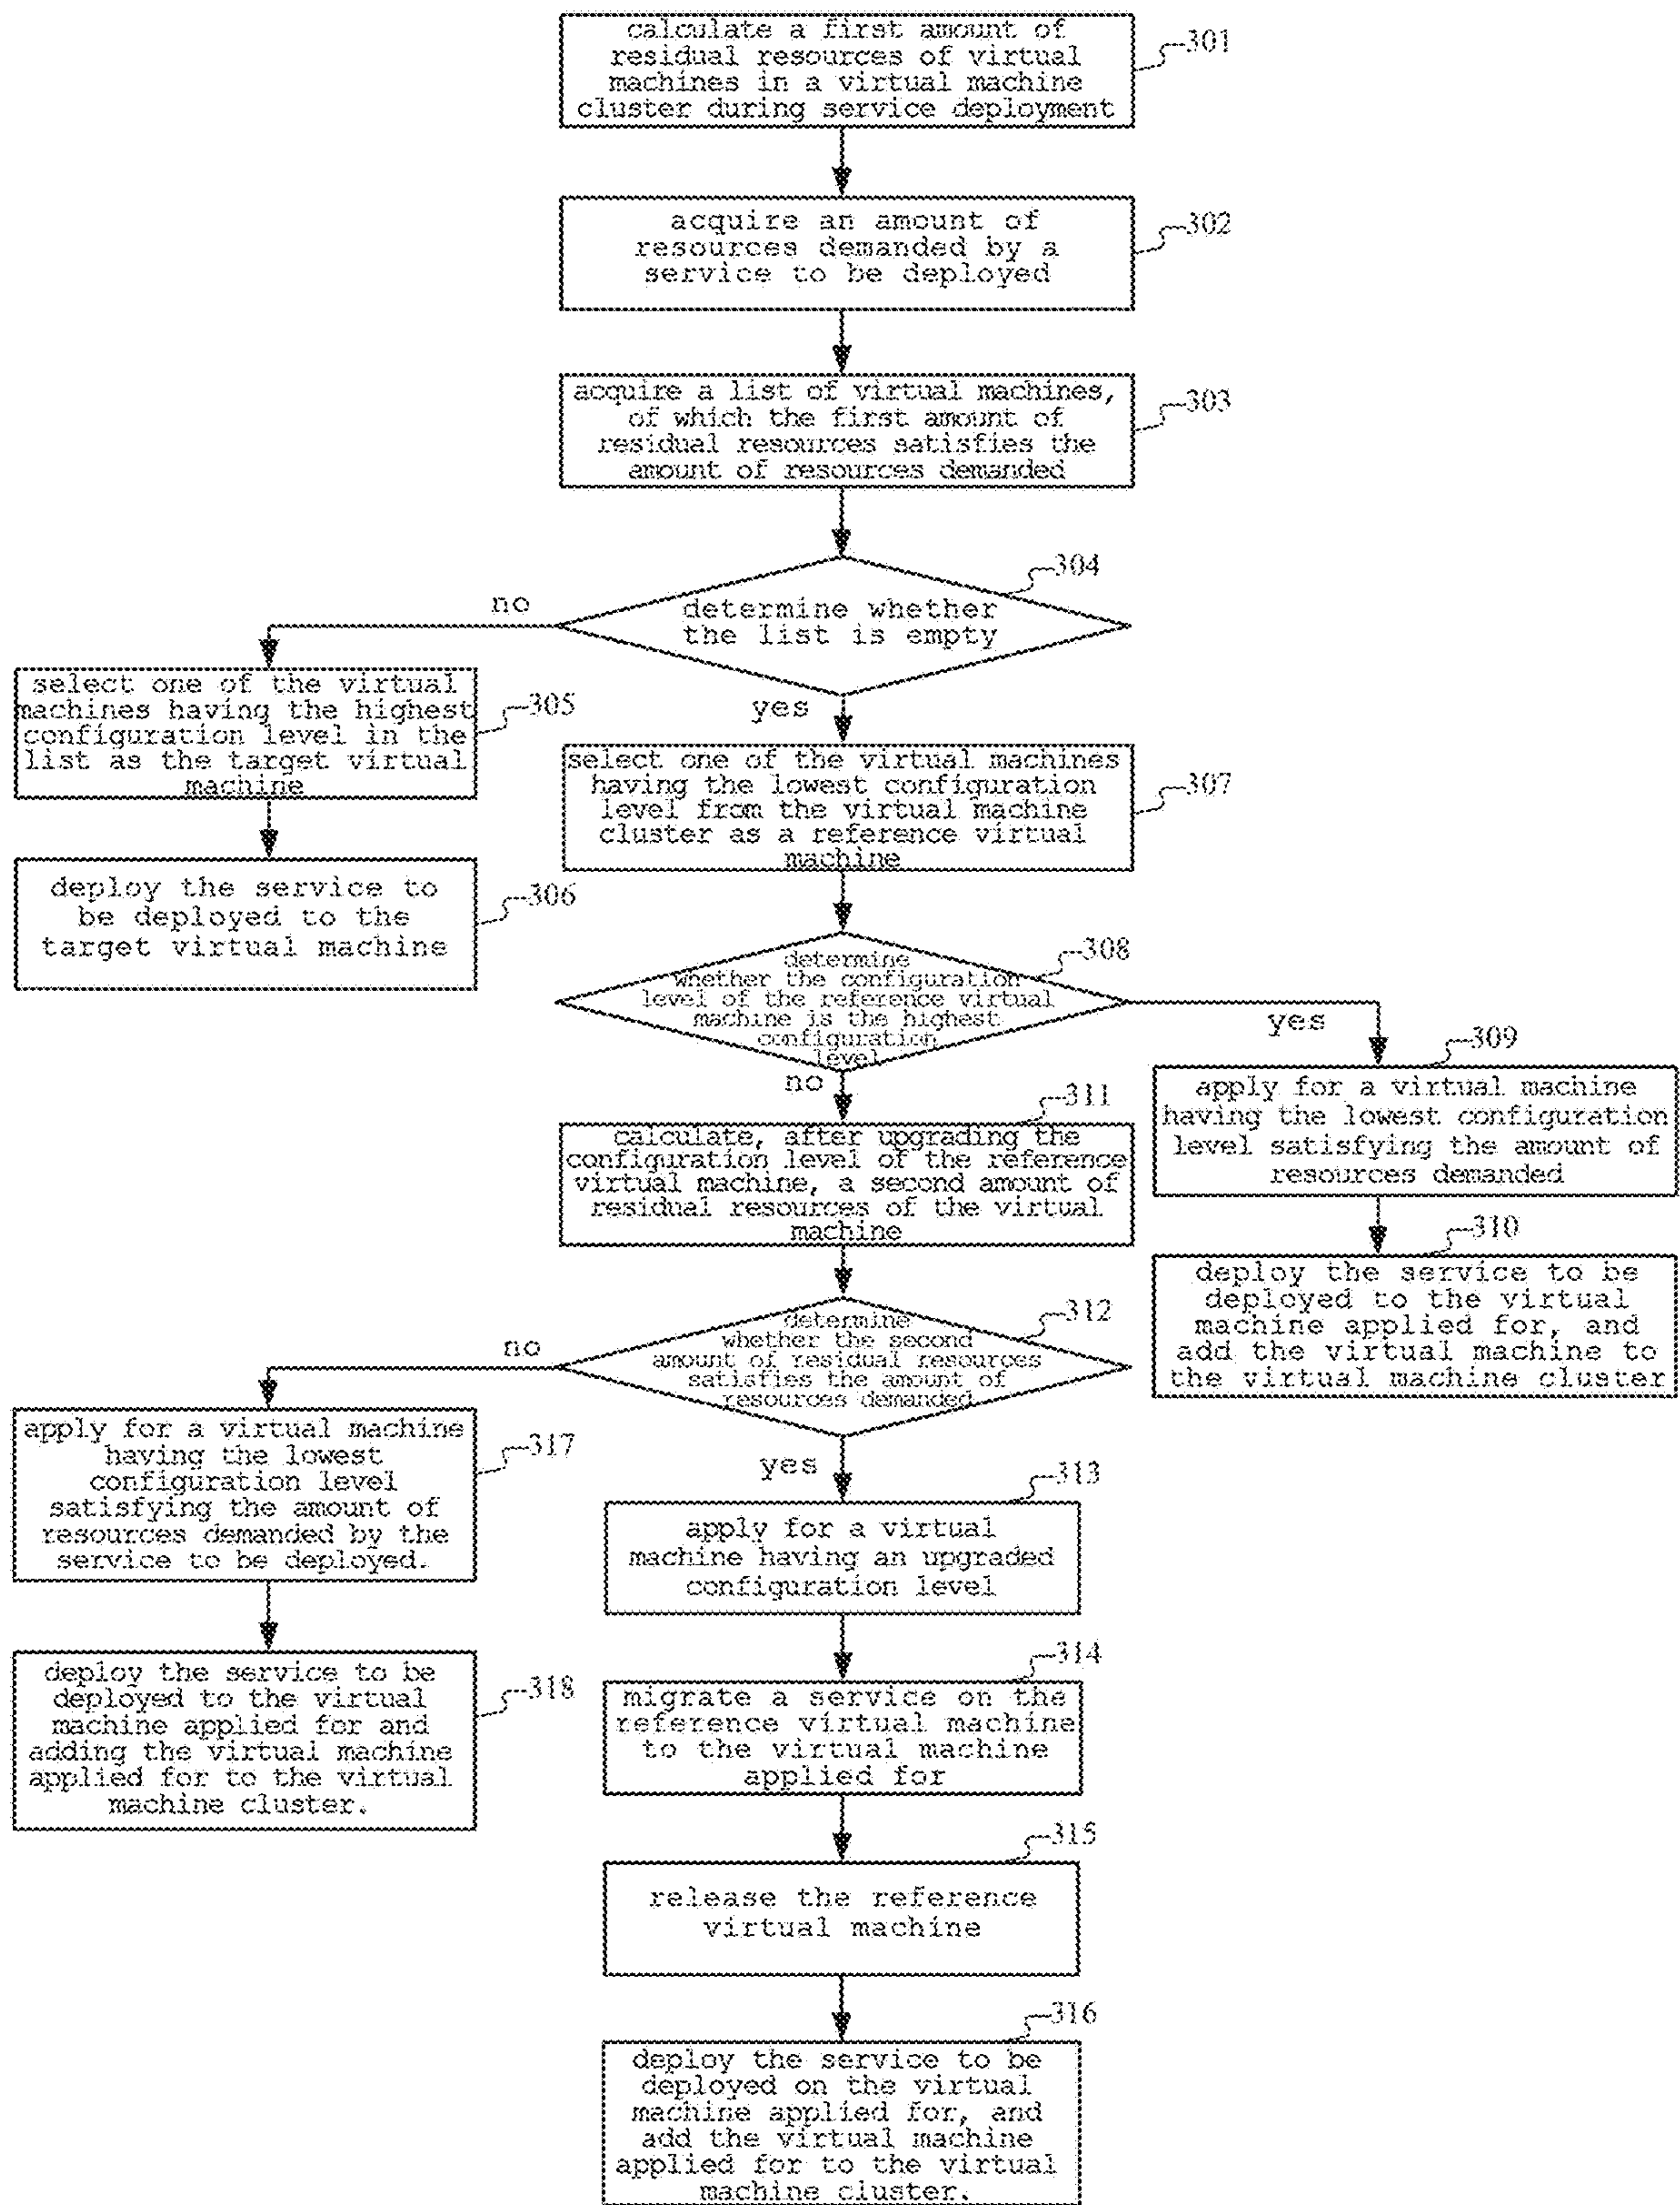 calculate a first amount of
residual resources of virtual
machines in a virtual machine
cluster during service deployment
301
acquire an amount of
resources demanded by a
service to be deployed
302
acquire a list of virtual machines,
of which the first amount of
residual resources satisfies the
amount of resources demanded
303
304
determine whether
the list is empty
no
yes
select one of the virtual
machines having the highest
configuration level in the
list as the target virtual
machine
305
deploy the service to
be deployed to the
target virtual machine
306
select one of the virtual machines
having the lowest configuration
level from the virtual machine
cluster as a reference virtual
machine
307
308
determine
whether the configuration
level of the reference virtual
machine is the highest
configuration
level
yes
no
309
apply for a virtual machine
having the lowest configuration
level satisfying the amount of
resources demanded
310
deploy the service to be
deployed to the virtual
machine applied for, and
add the virtual machine to
the virtual machine cluster
311
calculate, after upgrading the
configuration level of the reference
virtual machine, a second amount of
residual resources of the virtual
machine
312
determine
whether the second
amount of residual resources
satisfies the amount of
resources demanded
no
yes
apply for a virtual machine
having the lowest
configuration level
satisfying the amount of
resources demanded by the
service to be deployed.
317
deploy the service to be
deployed to the virtual
machine applied for and
adding the virtual machine
applied for to the virtual
machine cluster.
318
313
apply for a virtual
machine having an upgraded
configuration level
314
migrate a service on the
reference virtual machine
to the virtual machine
applied for
315
release the reference
virtual machine
316
deploy the service to be
deployed on the virtual
machine applied for, and
add the virtual machine
applied for to the virtual
machine cluster.